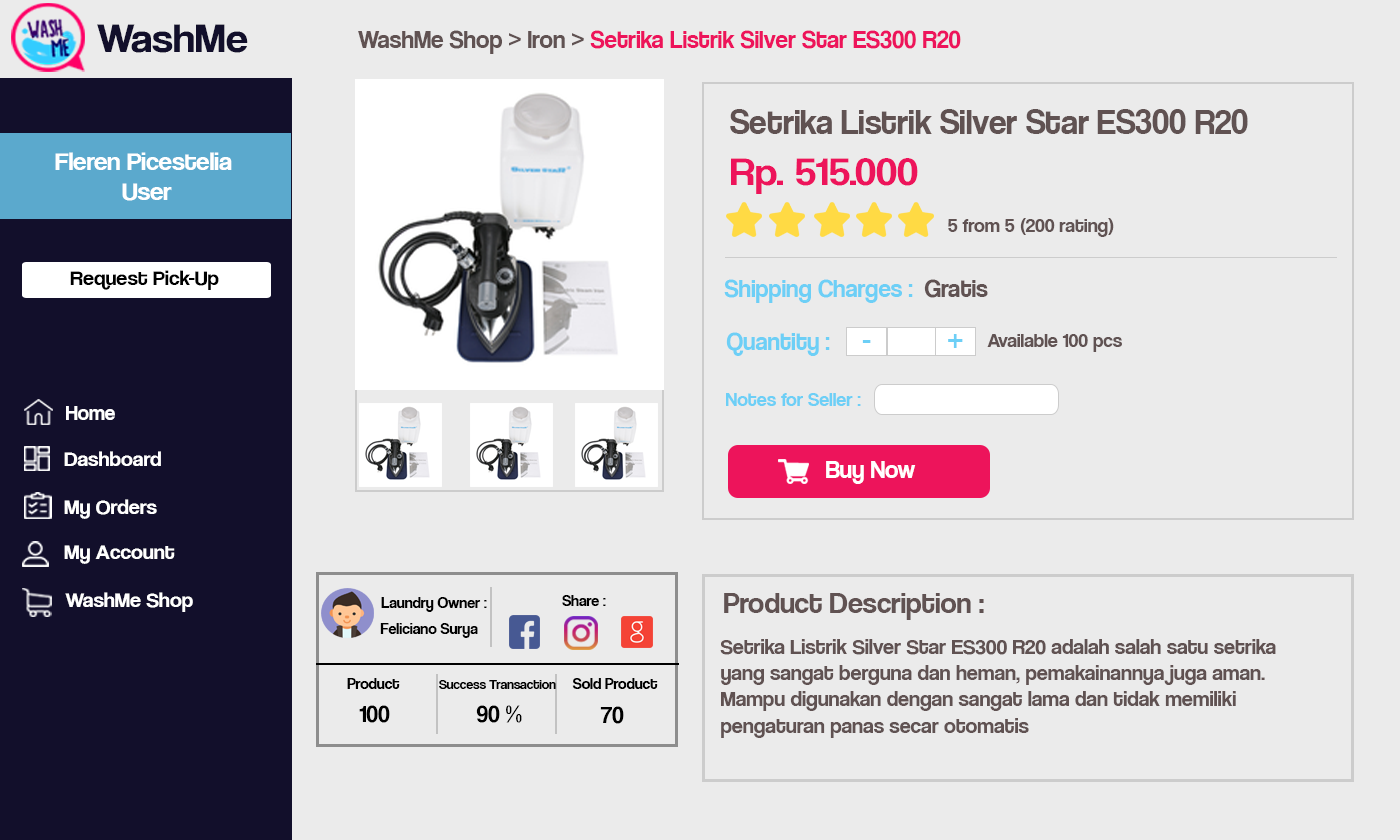 WASH
ME
WashMe
WashMe Shop > Iron > Setrika Listrik Silver Star ES300 R20
Fleren Picestelia
User
Request Pick-Up
Home
Dashboard
My Orders
My Account
WashMe Shop
SILVER STAR
Setrika Listrik Silver Star ES300 R20
Rp. 515.000
5 from 5 (200 rating)
Shipping Charges : Gratis
Quantity : - + Available 100 pcs
Notes for Seller :
Buy Now
Laundry Owner :
Feliciano Surya
Share :
Product
100
Success Transaction
90 %
Sold Product
70
Product Description :
Setrika Listrik Silver Star ES300 R20 adalah salah satu setrika
yang sangat berguna dan heman, pemakainannya juga aman.
Mampu digunakan dengan sangat lama dan tidak memiliki
pengaturan panas secar otomatis